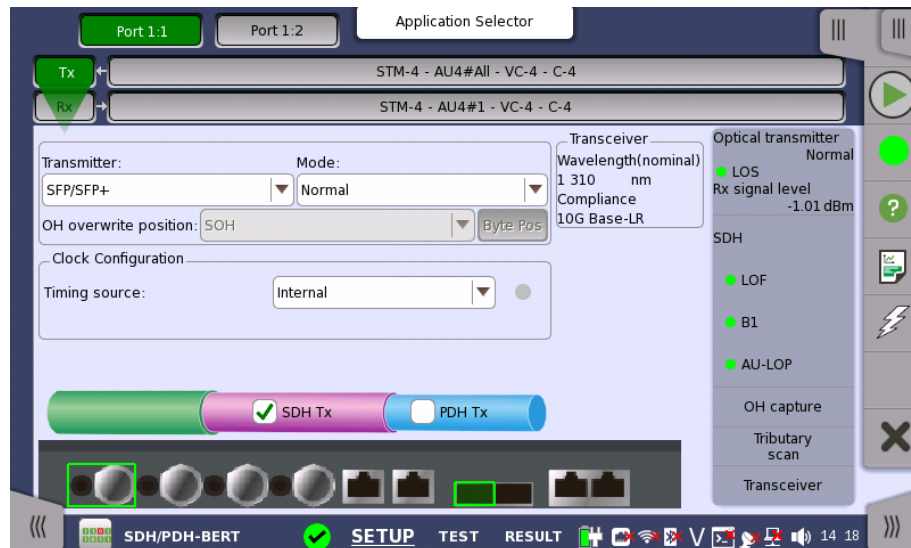 Application Selector
Port 1:1
Port 1:2
Tx
STM-4 - AU4#All - VC-4 - C-4
Rx
STM-4 - AU4#1 - VC-4 - C-4
Transmitter:
Mode:
SFP/SFP+
Normal
OH overwrite position:
SOH
Byte Pos
Transceiver
Wavelength(nominal)
1 310 nm
Compliance
10G Base-LR
Clock Configuration
Timing source:
Internal
SDH Tx
PDH Tx
Optical transmitter
Normal
LOS
Rx signal level
-1.01 dBm
SDH
LOF
B1
AU-LOP
OH capture
Tributary
scan
Transceiver
SDH/PDH-BERT
SETUP
TEST
RESULT
V
14 18